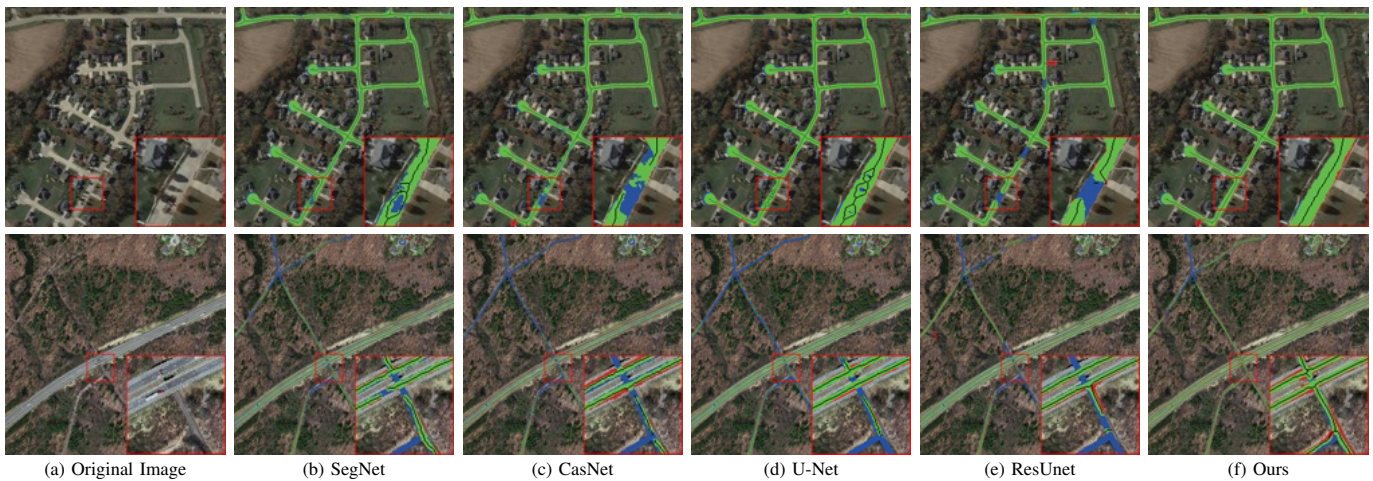 (a) Original Image
(b) SegNet
(c) CasNet
(d) U-Net
(e) ResUnet
(f) Ours